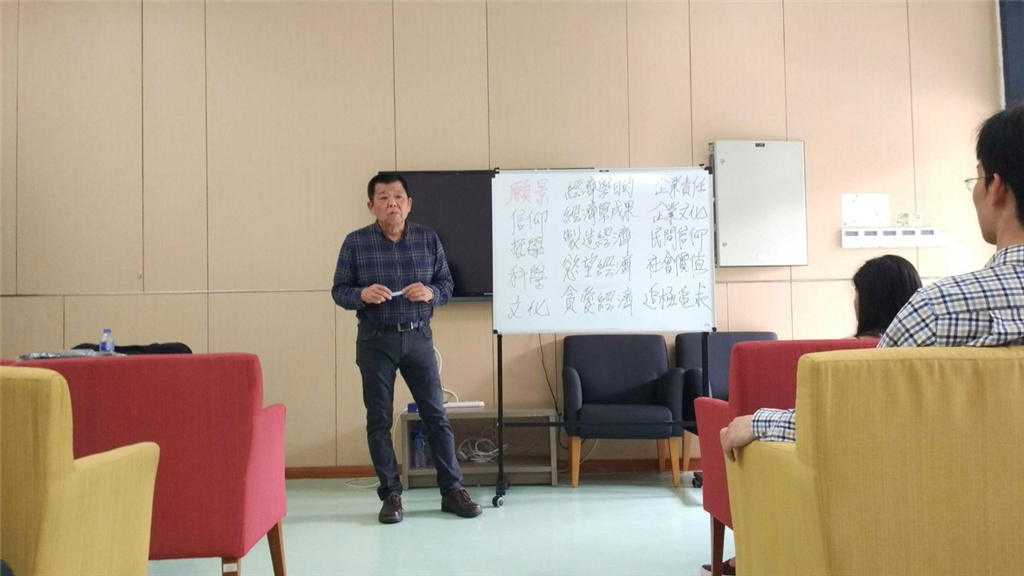 願景 經濟學目的 企業責任
信仰 經濟學成果 企業文化
哲學 製造經濟 民間信仰
科學 慾望經濟 社會價值
文化 貪愛經濟 追極追求